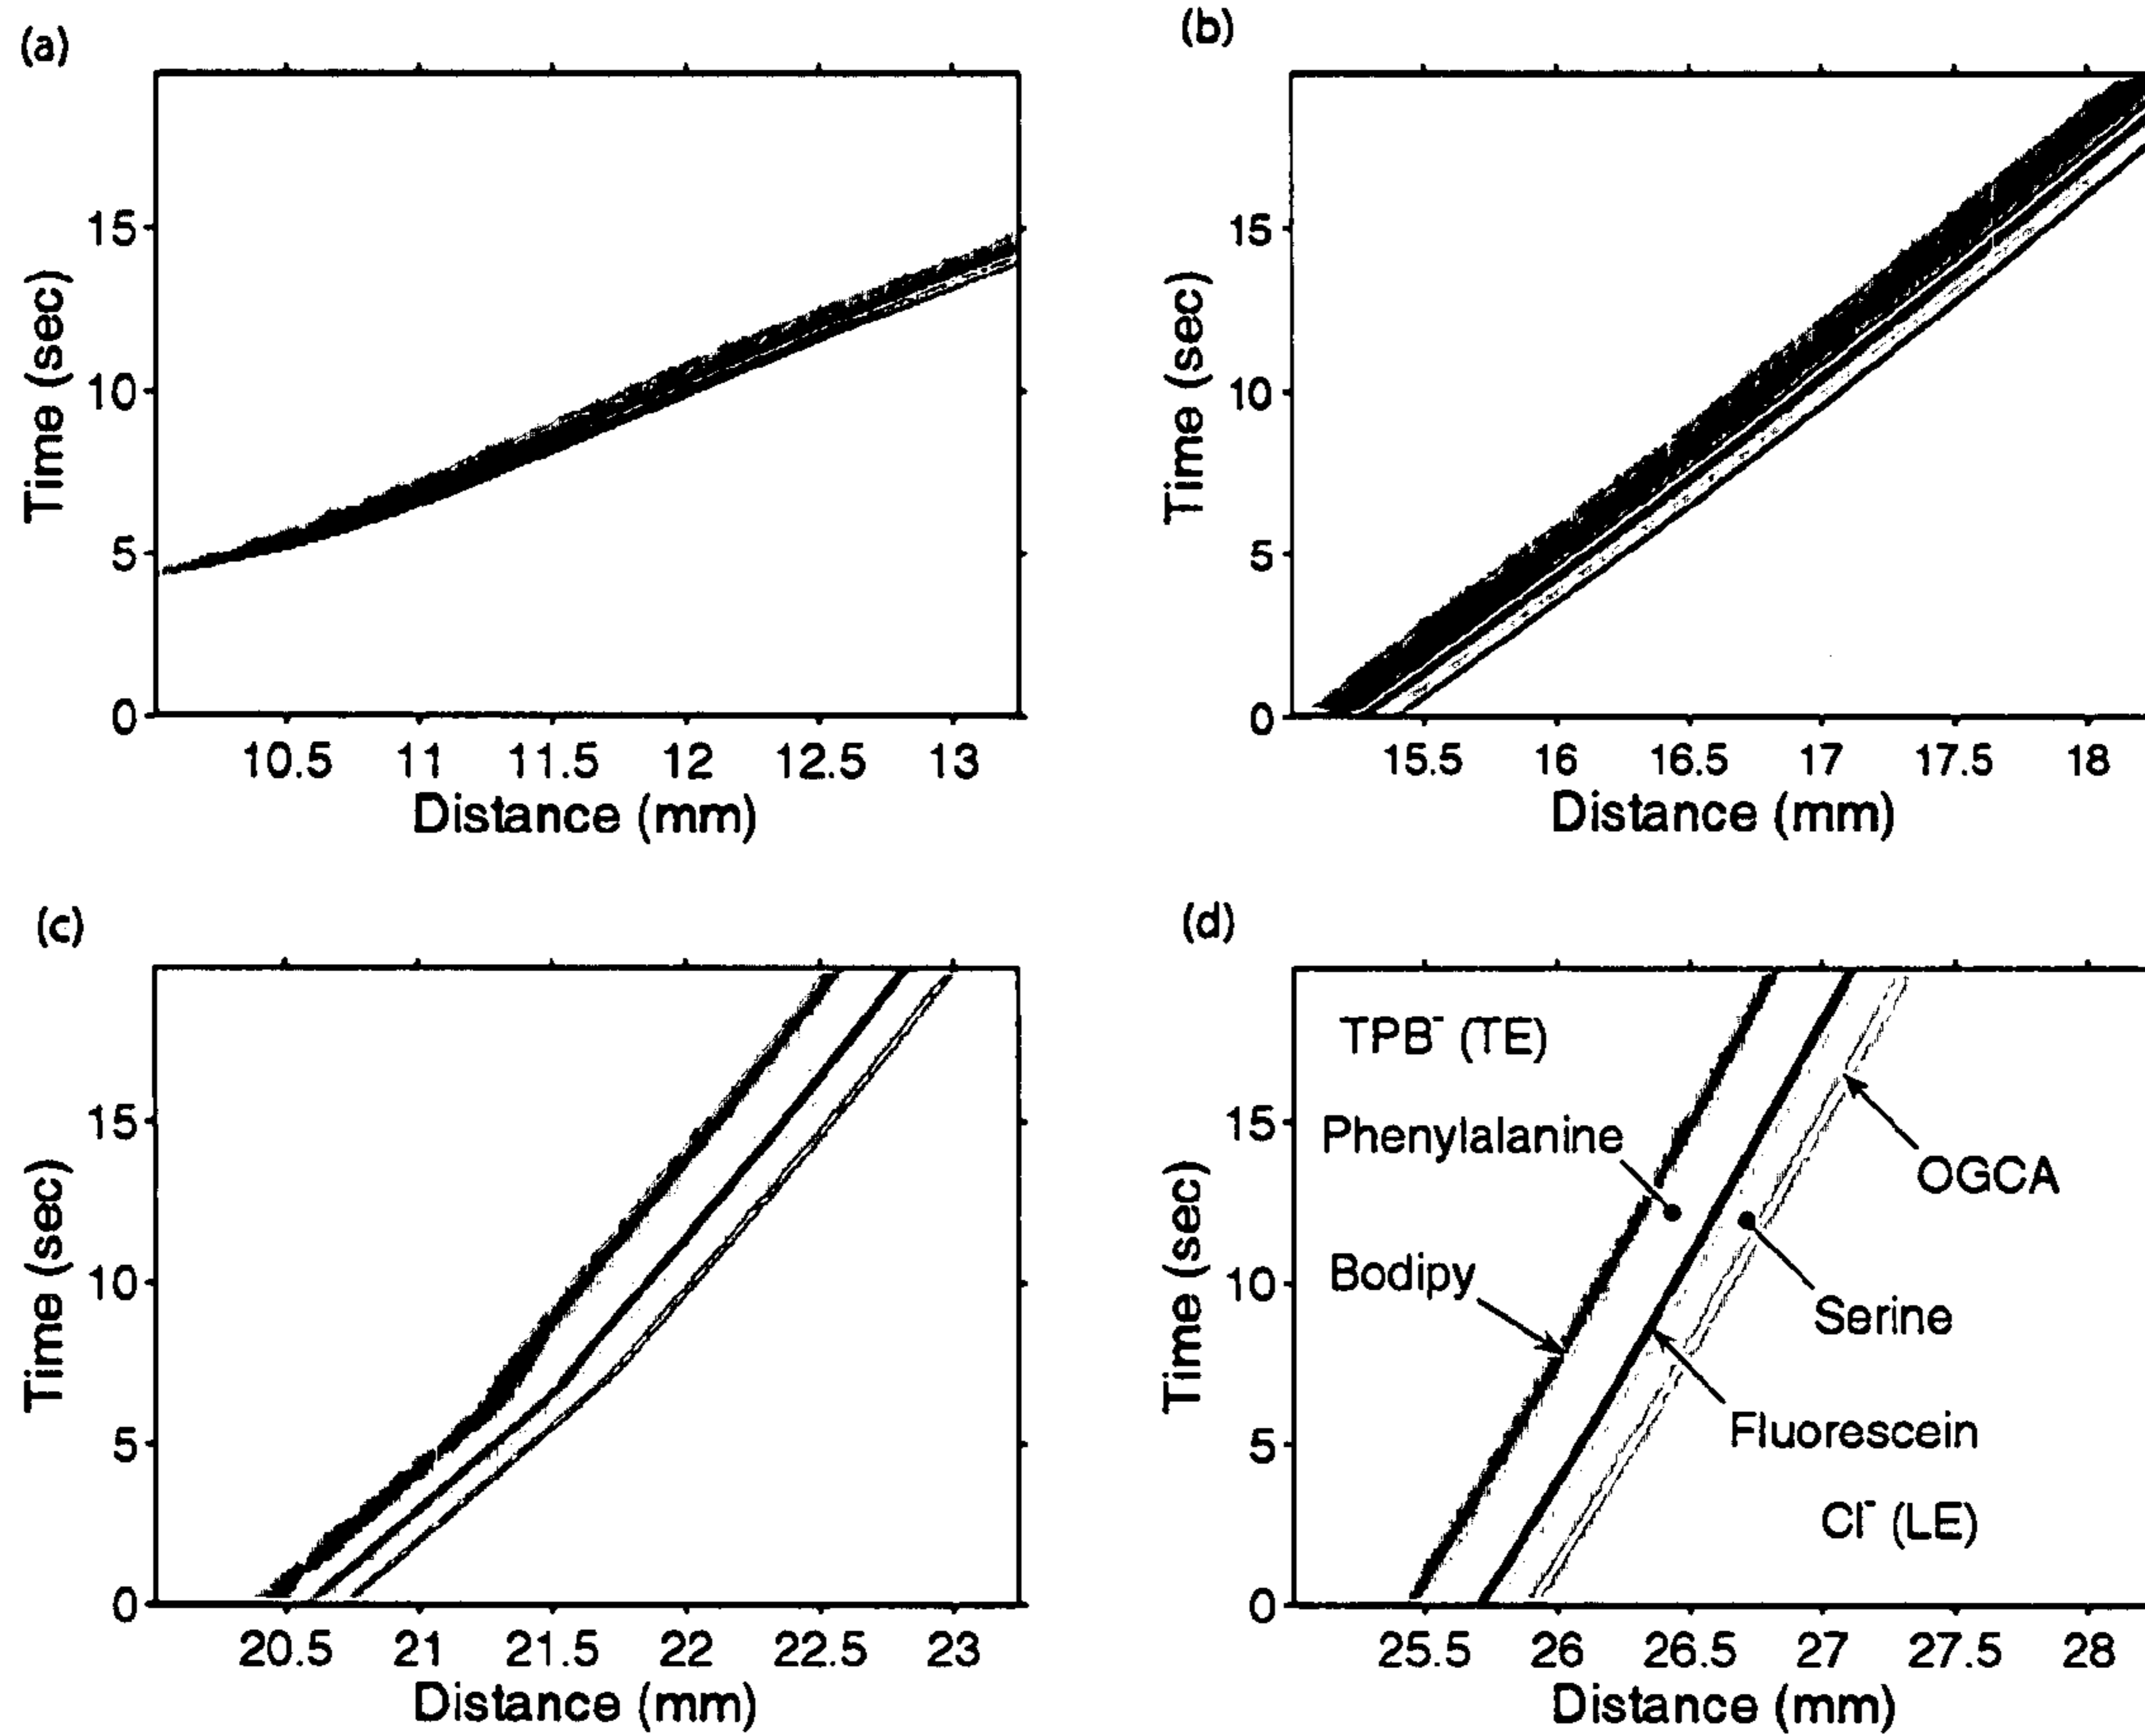 (a)
15
10
5
0
Time (sec)
10.5 11 11.5 12 12.5 13
Distance (mm)
(b)
15
10
5
0
Time (sec)
15.5 16 16.5 17 17.5 18
Distance (mm)
(c)
15
10
5
0
Time (sec)
20.5 21 21.5 22 22.5 23
Distance (mm)
(d)
15
10
5
0
Time (sec)
TPB⁻ (TE)
Phenylalanine
OGCA
Bodipy
Serine
Fluorescein
Cl⁻ (LE)
25.5 26 26.5 27 27.5 28
Distance (mm)